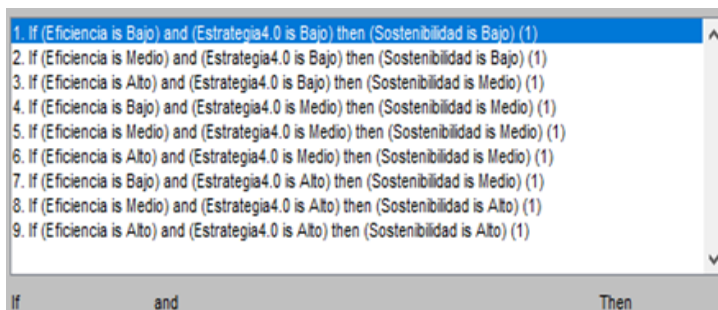 1. If (Eficiencia is Bajo) and (Estrategia4.0 is Bajo) then (Sostenibilidad is Bajo) (1)
2. If (Eficiencia is Medio) and (Estrategia4.0 is Bajo) then (Sostenibilidad is Bajo) (1)
3. If (Eficiencia is Alto) and (Estrategia4.0 is Bajo) then (Sostenibilidad is Medio) (1)
4. If (Eficiencia is Bajo) and (Estrategia4.0 is Medio) then (Sostenibilidad is Medio) (1)
5. If (Eficiencia is Medio) and (Estrategia4.0 is Medio) then (Sostenibilidad is Medio) (1)
6. If (Eficiencia is Alto) and (Estrategia4.0 is Medio) then (Sostenibilidad is Medio) (1)
7. If (Eficiencia is Bajo) and (Estrategia4.0 is Alto) then (Sostenibilidad is Medio) (1)
8. If (Eficiencia is Medio) and (Estrategia4.0 is Alto) then (Sostenibilidad is Alto) (1)
9. If (Eficiencia is Alto) and (Estrategia4.0 is Alto) then (Sostenibilidad is Alto) (1)
If and Then